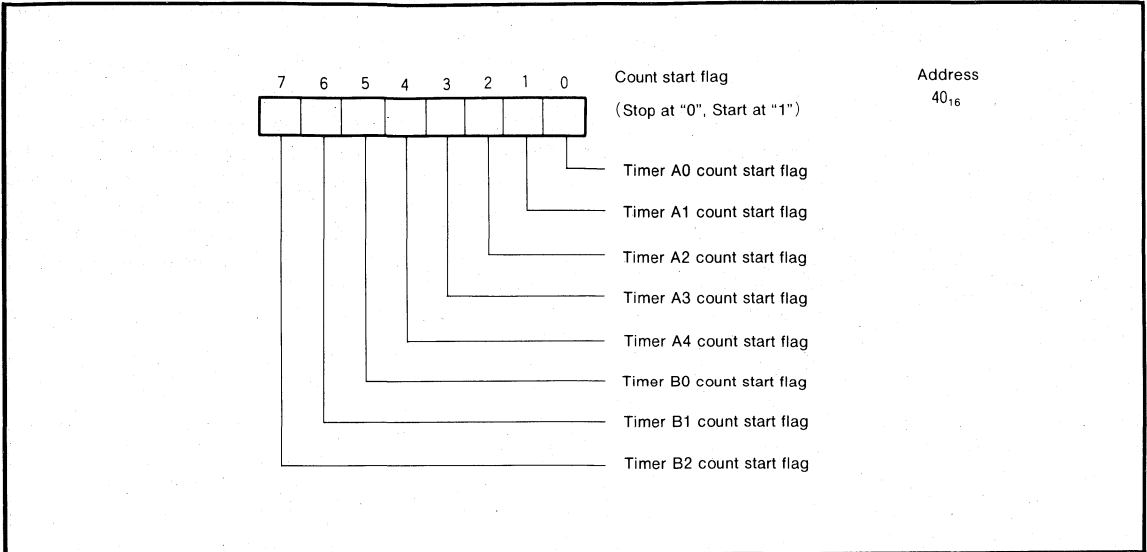 7 6 5 4 3 2 1 0
Count start flag
(Stop at “0”, Start at “1”)
Address
40₁₆
Timer A0 count start flag
Timer A1 count start flag
Timer A2 count start flag
Timer A3 count start flag
Timer A4 count start flag
Timer B0 count start flag
Timer B1 count start flag
Timer B2 count start flag